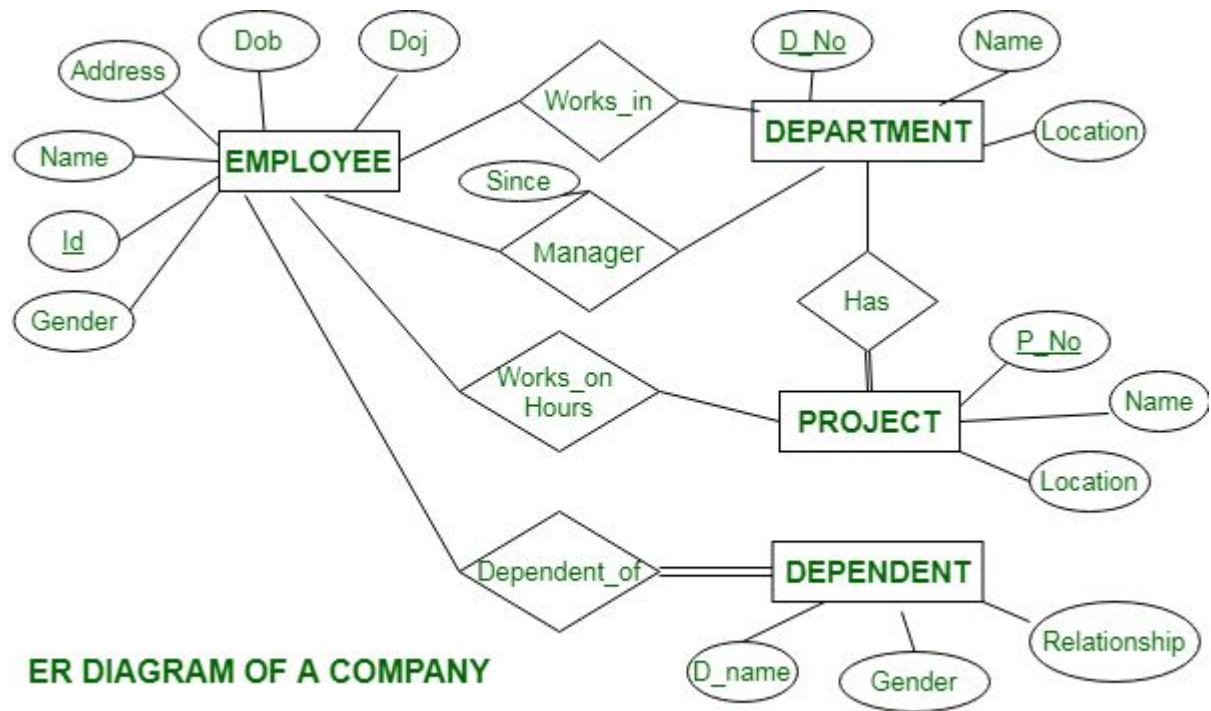 Dob
Doj
D_No
Name
Address
Works_in
DEPARTMENT
Location
Name
EMPLOYEE
Since
Id
Manager
Gender
Has
P_No
Works_on
Hours
Name
PROJECT
Location
Dependent_of
DEPENDENT
Relationship
D_name
Gender
ER DIAGRAM OF A COMPANY